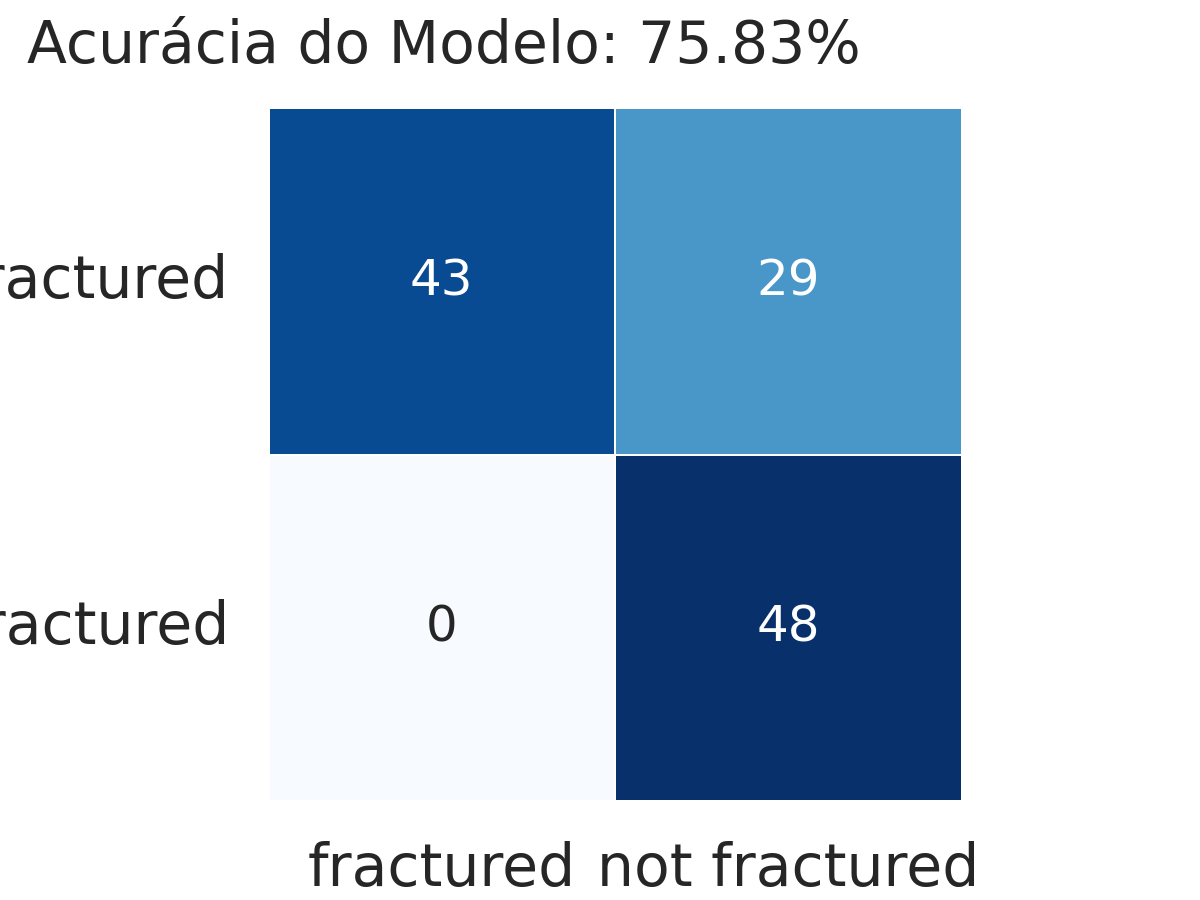 Acurácia do Modelo: 75.83%
43 29
ractured
0 48
ractured
fractured not fractured